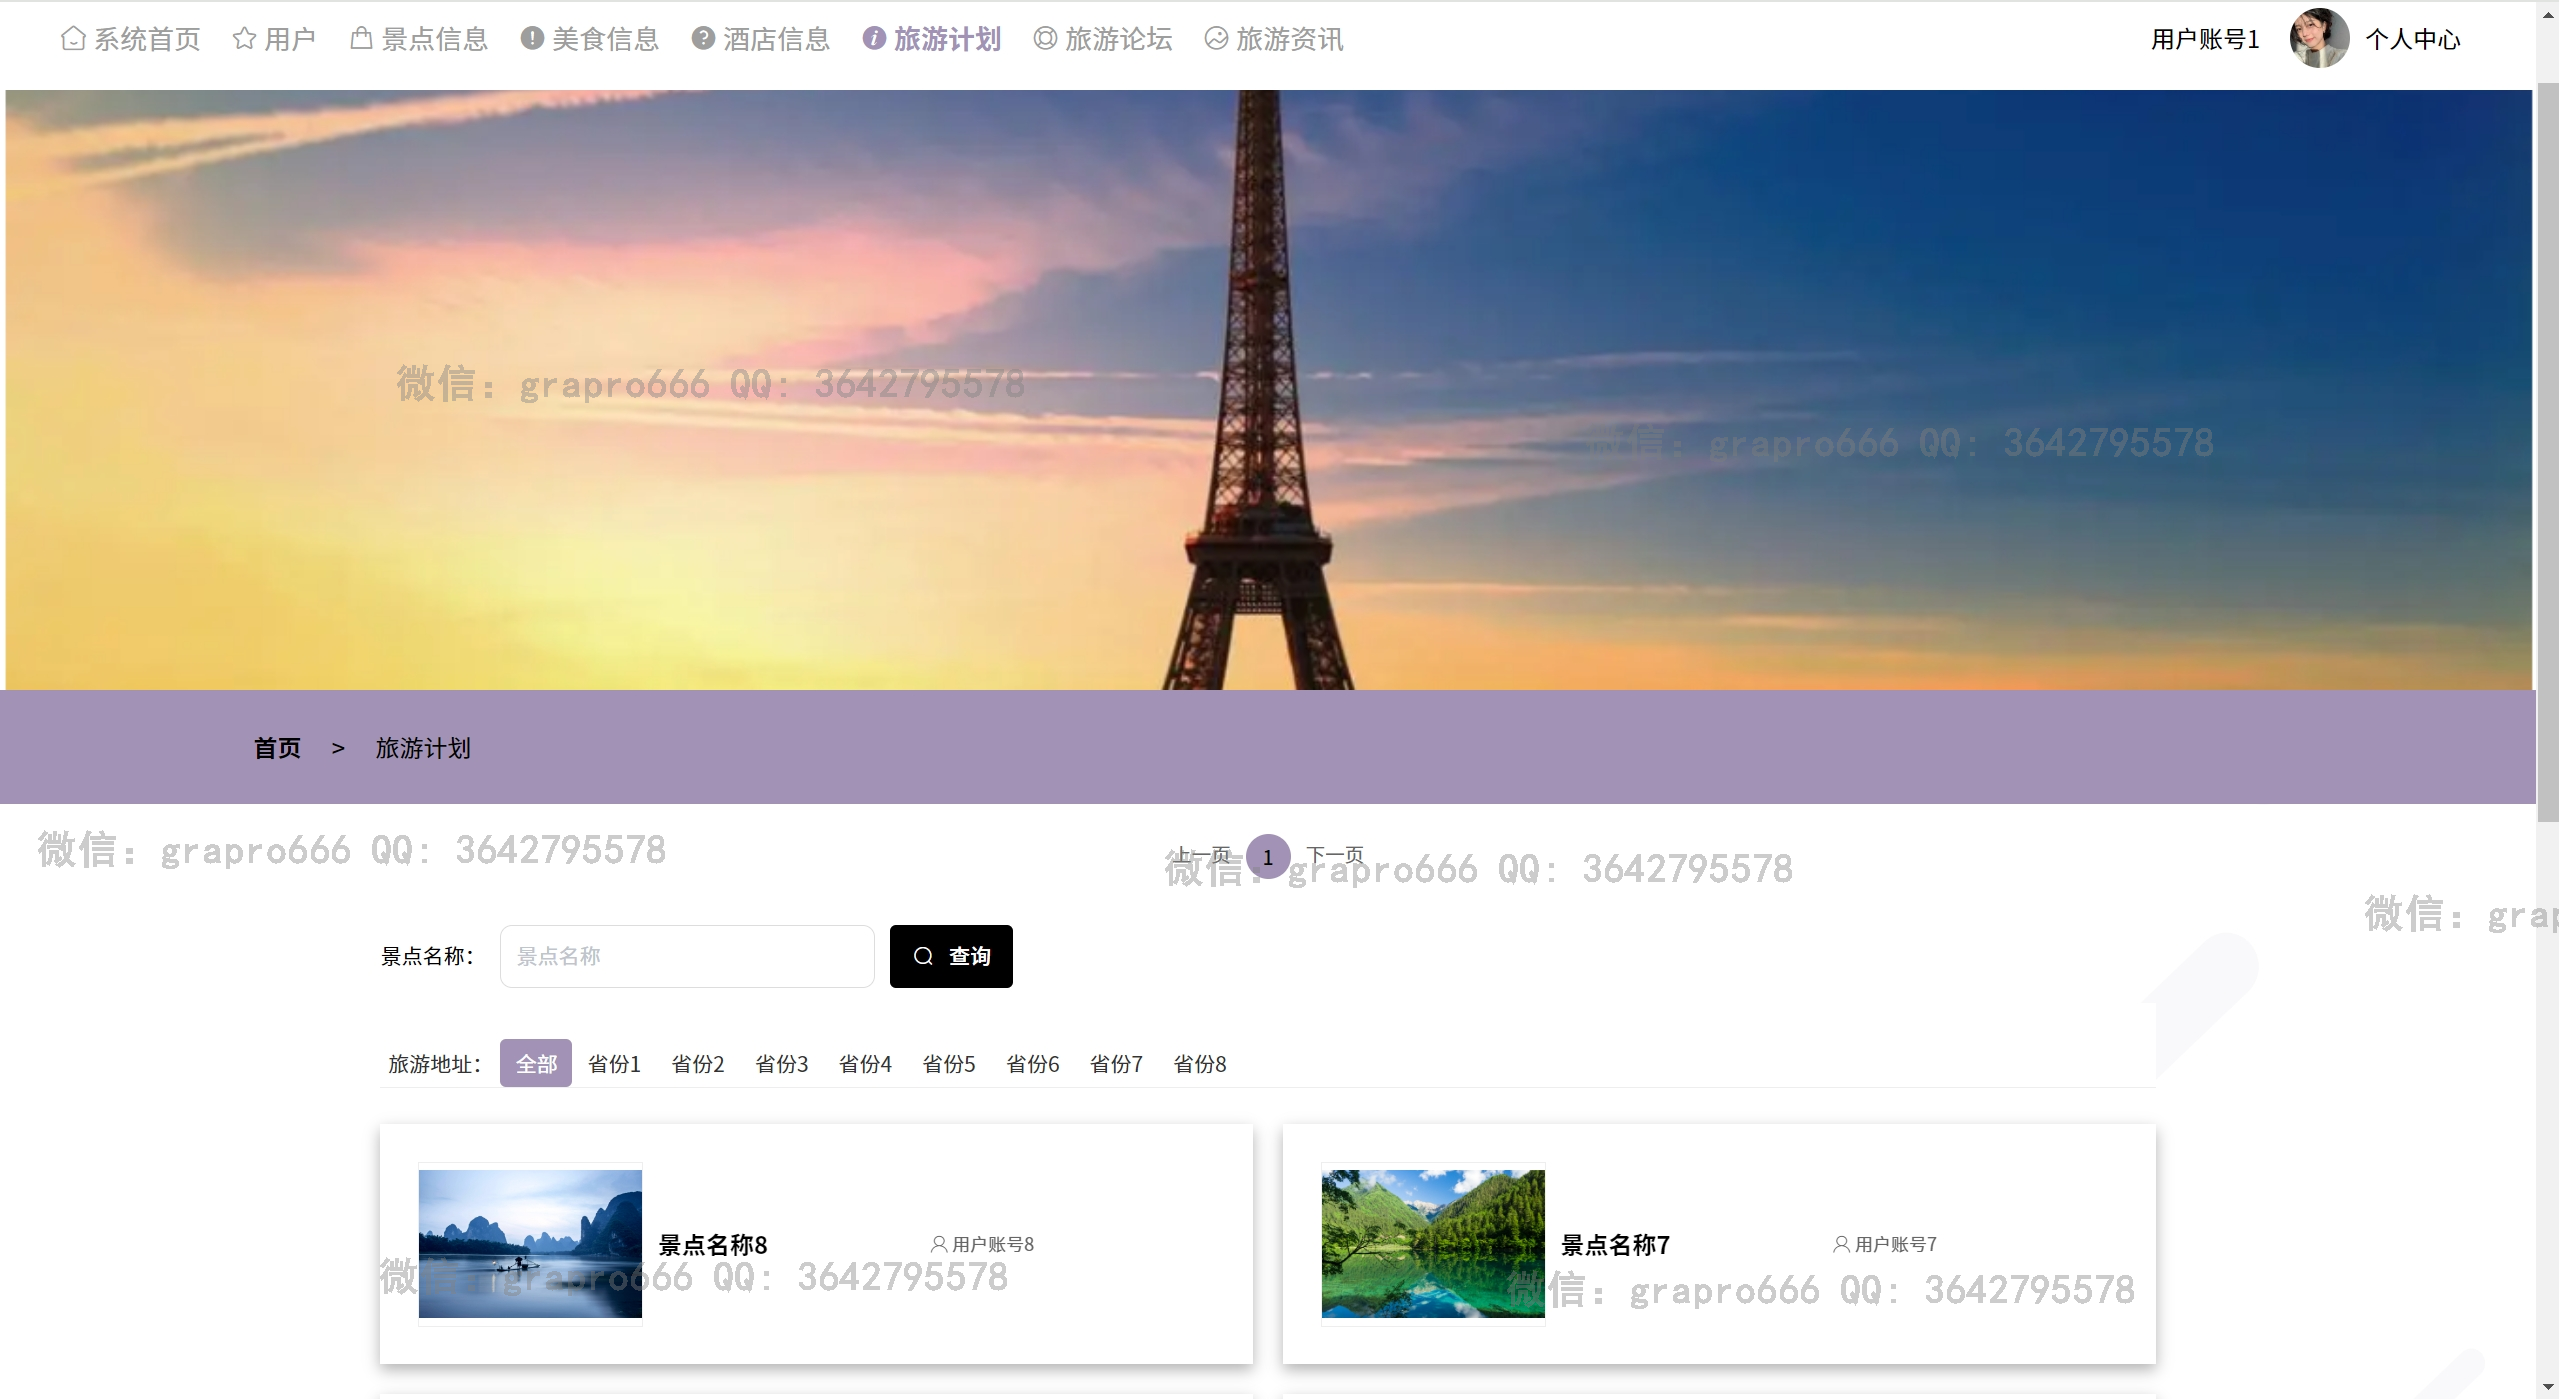 系统首页 用户 景点信息 美食信息 酒店信息 旅游计划 旅游论坛 旅游资讯 用户账号1 个人中心
微信：grapro666 QQ：3642795578
微信：grapro666 QQ：3642795578
首页 > 旅游计划
微信：grapro666 QQ：3642795578
上一页 1 下一页
微信：grapro666 QQ：3642795578
微信：grap
景点名称： 景点名称 查询
旅游地址： 全部 省份1 省份2 省份3 省份4 省份5 省份6 省份7 省份8
景点名称8 用户账号8 景点名称7 用户账号7
微信：grapro666 QQ：3642795578
微信：grapro666 QQ：3642795578